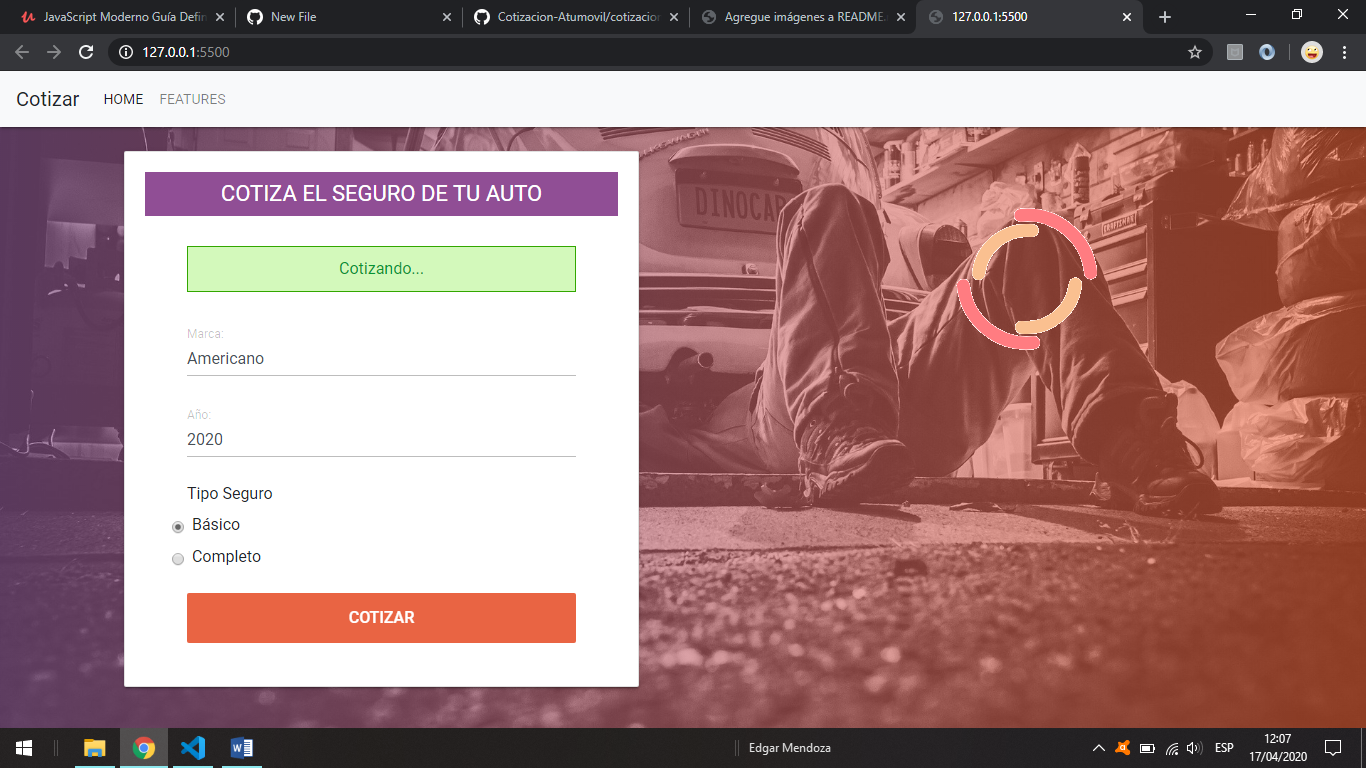 JavaScript Moderno Guía Defin
New File
Cotizacion-Atumovil/cotizacion
Agregue imágenes a README.
127.0.0.1:5500
127.0.0.1:5500
Cotizar
HOME
FEATURES
DINOCAR
CRAFTSMAN
COTIZA EL SEGURO DE TU AUTO
Cotizando...
Marca:
Americano
Año:
2020
Tipo Seguro
Básico
Completo
COTIZAR
Edgar Mendoza
ESP
12:07
17/04/2020